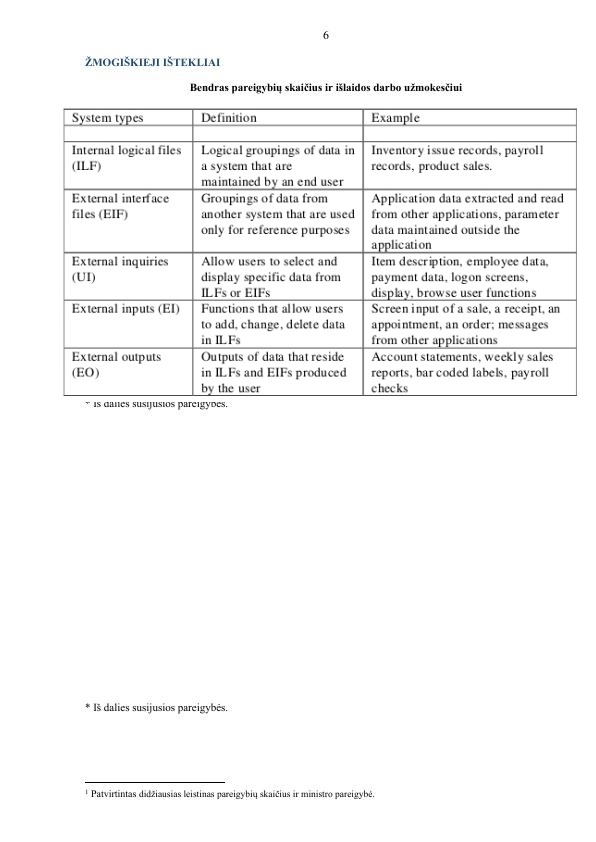 6
ŽMOGIŠKIEJI IŠTEKLIAI
Bendras pareigybių skaičius ir išlaidos darbo užmokesčiui
System types Definition Example
Internal logical files Logical groupings of data in Inventory issue records, payroll
(ILF) a system that are records, product sales.
maintained by an end user
External interface Groupings of data from Application data extracted and read
files (EIF) another system that are used from other applications, parameter
only for reference purposes data maintained outside the
application
External inquiries Allow users to select and Item description, employee data,
(UI) display specific data from payment data, logon screens,
ILFs or EIFs display, browse user functions
External inputs (EI) Functions that allow users Screen input of a sale, a receipt, an
to add, change, delete data appointment, an order; messages
in ILFs from other applications
External outputs Outputs of data that reside Account statements, weekly sales
(EO) in ILFs and EIFs produced reports, bar coded labels, payroll
by the user checks
* Iš dalies susijusios pareigybės.
* Iš dalies susijusios pareigybės.
1 Patvirtintas didžiausias leistinas pareigybių skaičius ir ministro pareigybė.